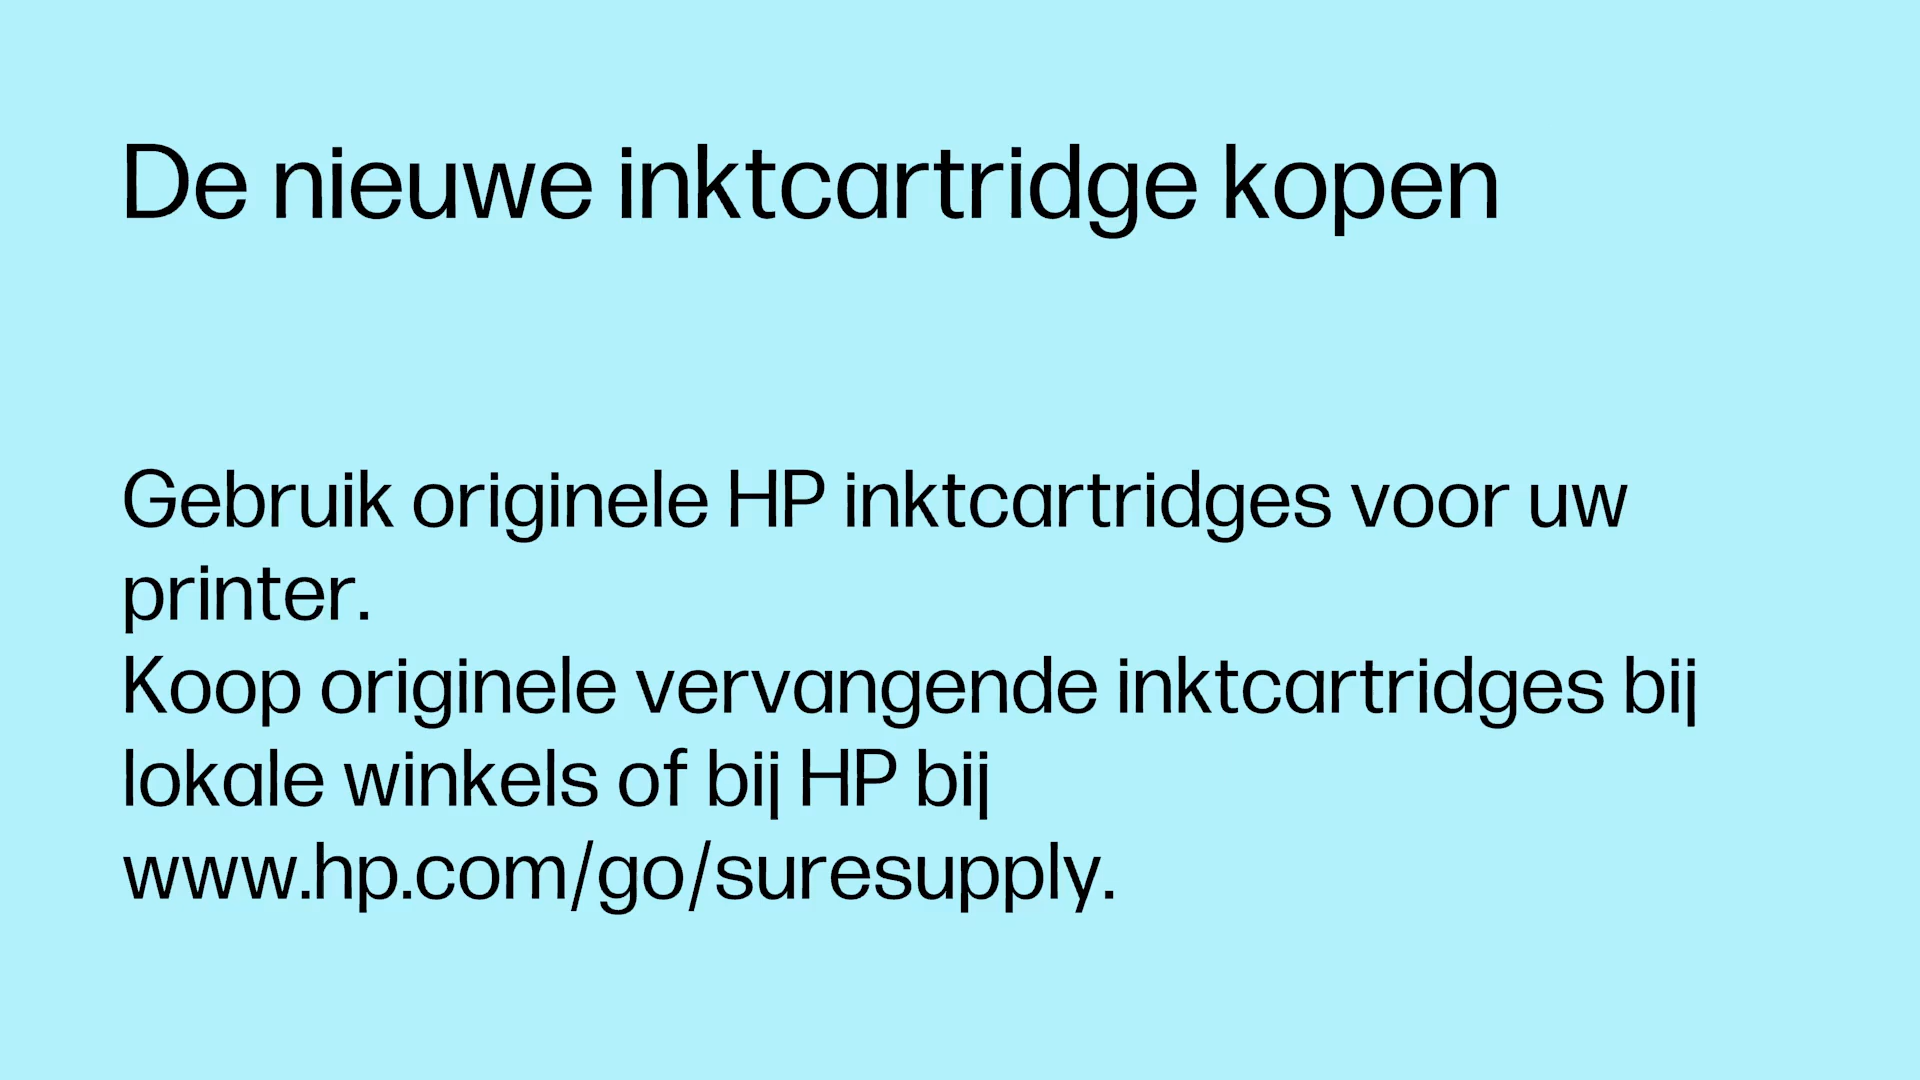 De nieuwe inktcartridge kopen
Gebruik originele HP inktcartridges voor uw
printer.
Koop originele vervangende inktcartridges bij
lokale winkels of bij HP bij
www.hp.com/go/suresupply.